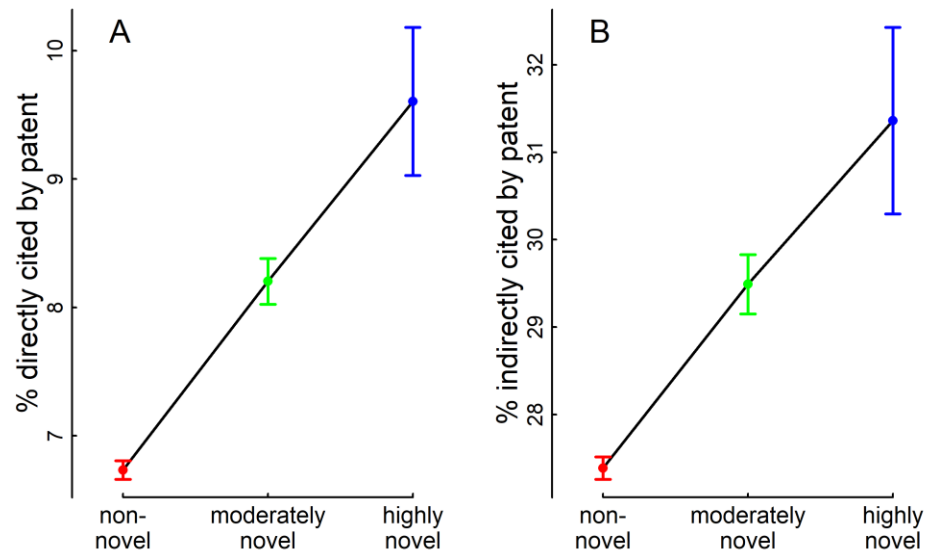 A
% directly cited by patent
10
9
8
7
non-
novel
moderately
novel
highly
novel
B
% indirectly cited by patent
32
31
30
29
28
non-
novel
moderately
novel
highly
novel